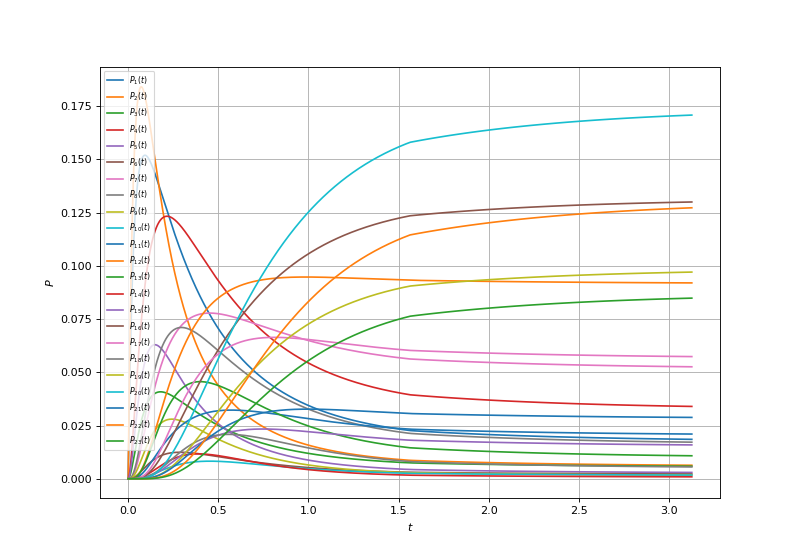 P
0.175
0.150
0.125
0.100
0.075
0.050
0.025
0.000
P₁(t)
P₂(t)
P₃(t)
P₄(t)
P₅(t)
P₆(t)
P₇(t)
P₈(t)
P₉(t)
P₁₀(t)
P₁₁(t)
P₁₂(t)
P₁₃(t)
P₁₄(t)
P₁₅(t)
P₁₆(t)
P₁₇(t)
P₁₈(t)
P₁₉(t)
P₂₀(t)
P₂₁(t)
P₂₂(t)
P₂₃(t)
0.0 0.5 1.0 1.5 2.0 2.5 3.0
t